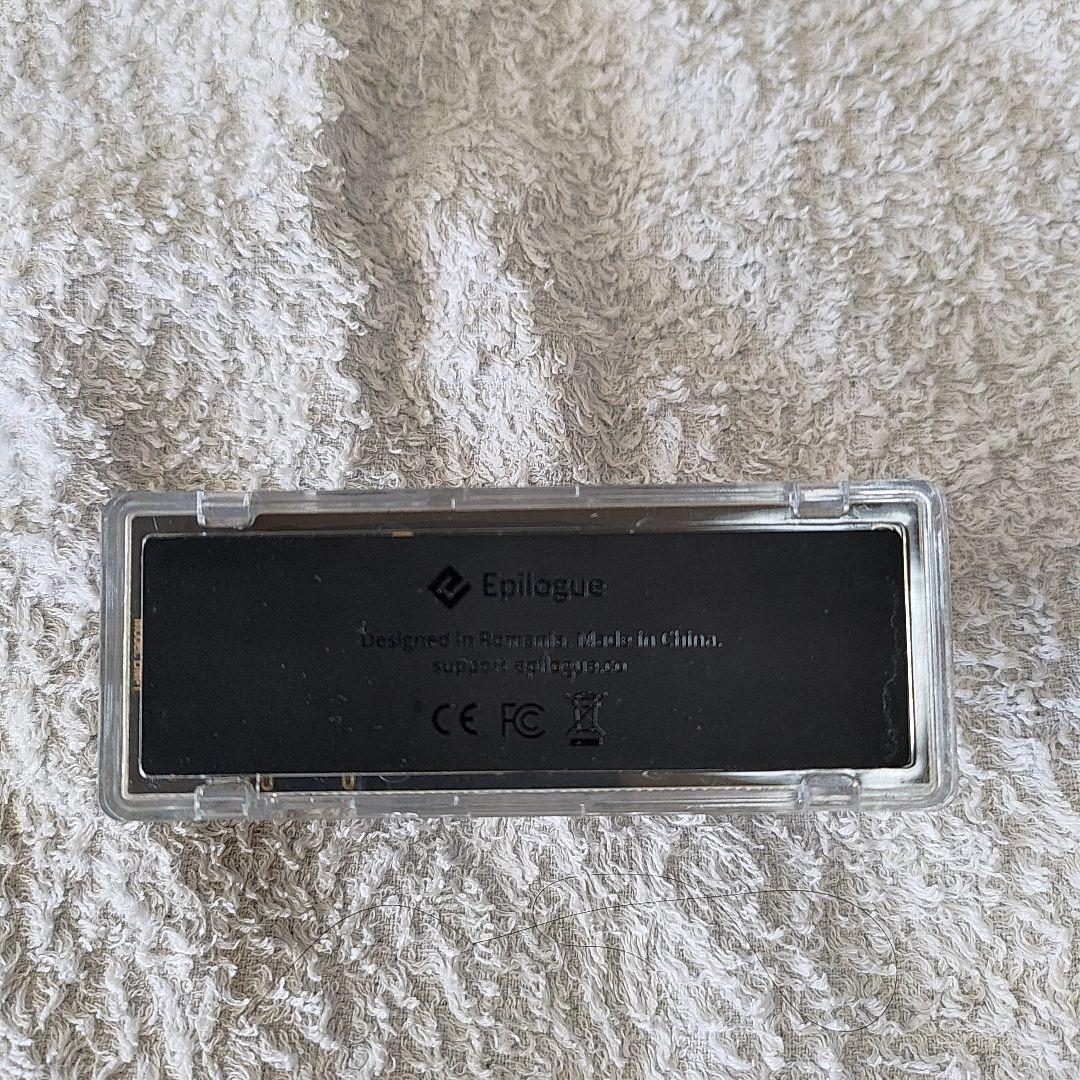 Epilogue
Designed in Romania. Made in China.
support.epilogue.co
CE FC